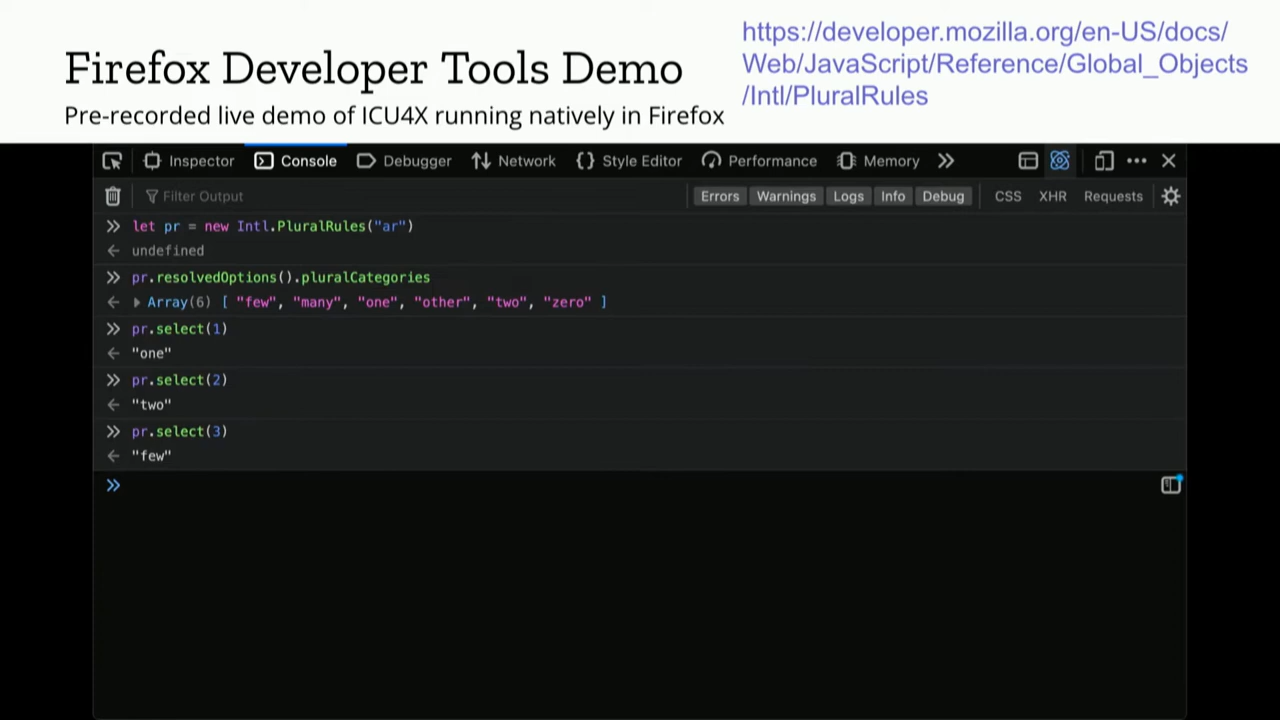 Firefox Developer Tools Demo
Pre-recorded live demo of ICU4X running natively in Firefox
https://developer.mozilla.org/en-US/docs/
Web/JavaScript/Reference/Global_Objects
/Intl/PluralRules
Inspector Console Debugger Network {} Style Editor Performance Memory
Filter Output Errors Warnings Logs Info Debug CSS XHR Requests
let pr = new Intl.PluralRules("ar")
undefined
pr.resolvedOptions().pluralCategories
Array(6) [ "few", "many", "one", "other", "two", "zero" ]
pr.select(1)
"one"
pr.select(2)
"two"
pr.select(3)
"few"